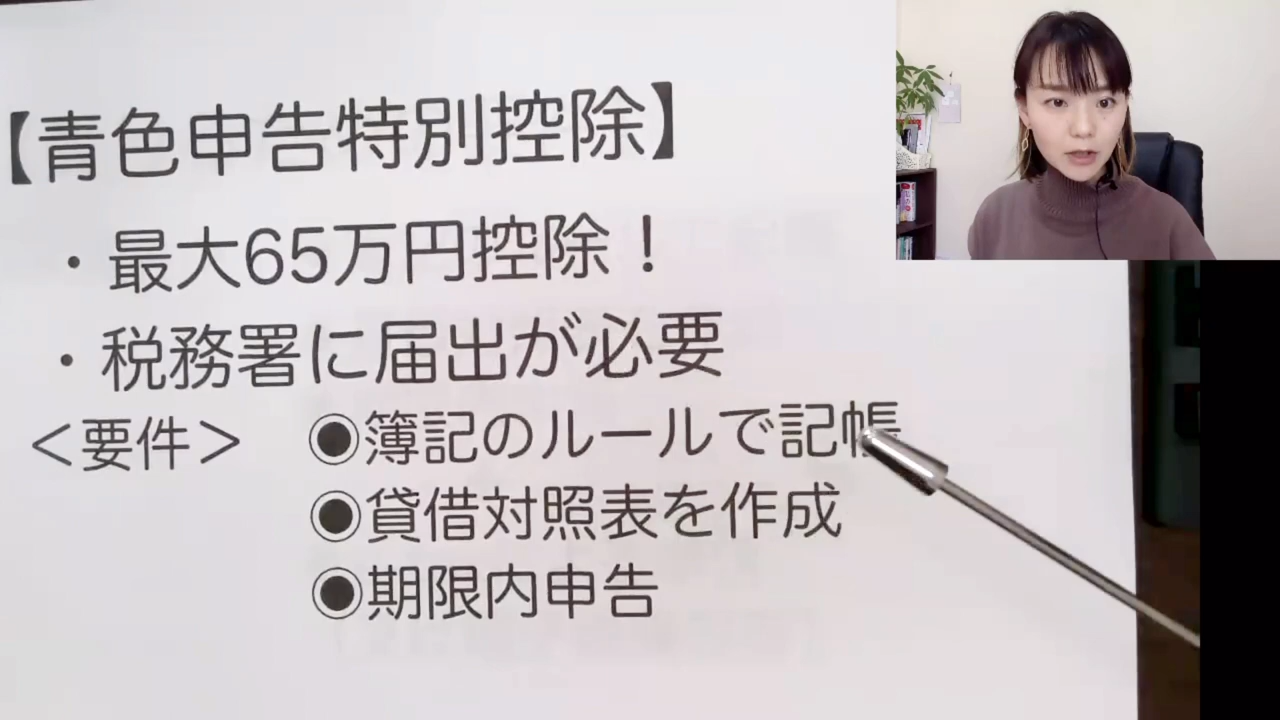 【青色申告特別控除】
・最大65万円控除！
・税務署に届出が必要
＜要件＞ ◉簿記のルールで記帳
◉貸借対照表を作成
◉期限内申告